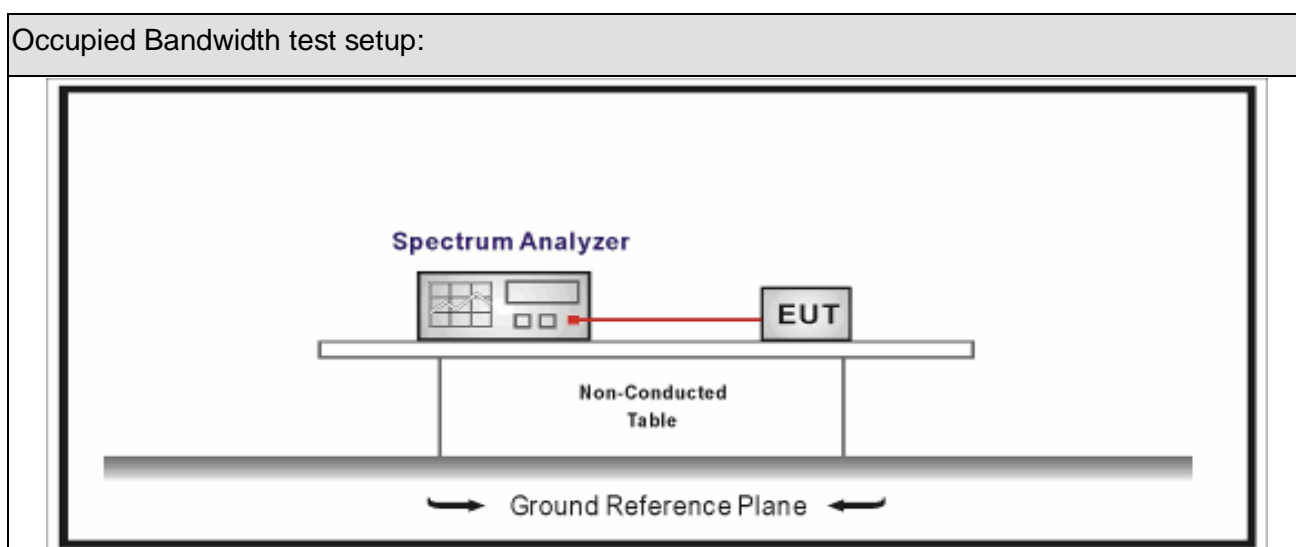 Occupied Bandwidth test setup:
Spectrum Analyzer
EUT
Non-Conducted
Table
Ground Reference Plane